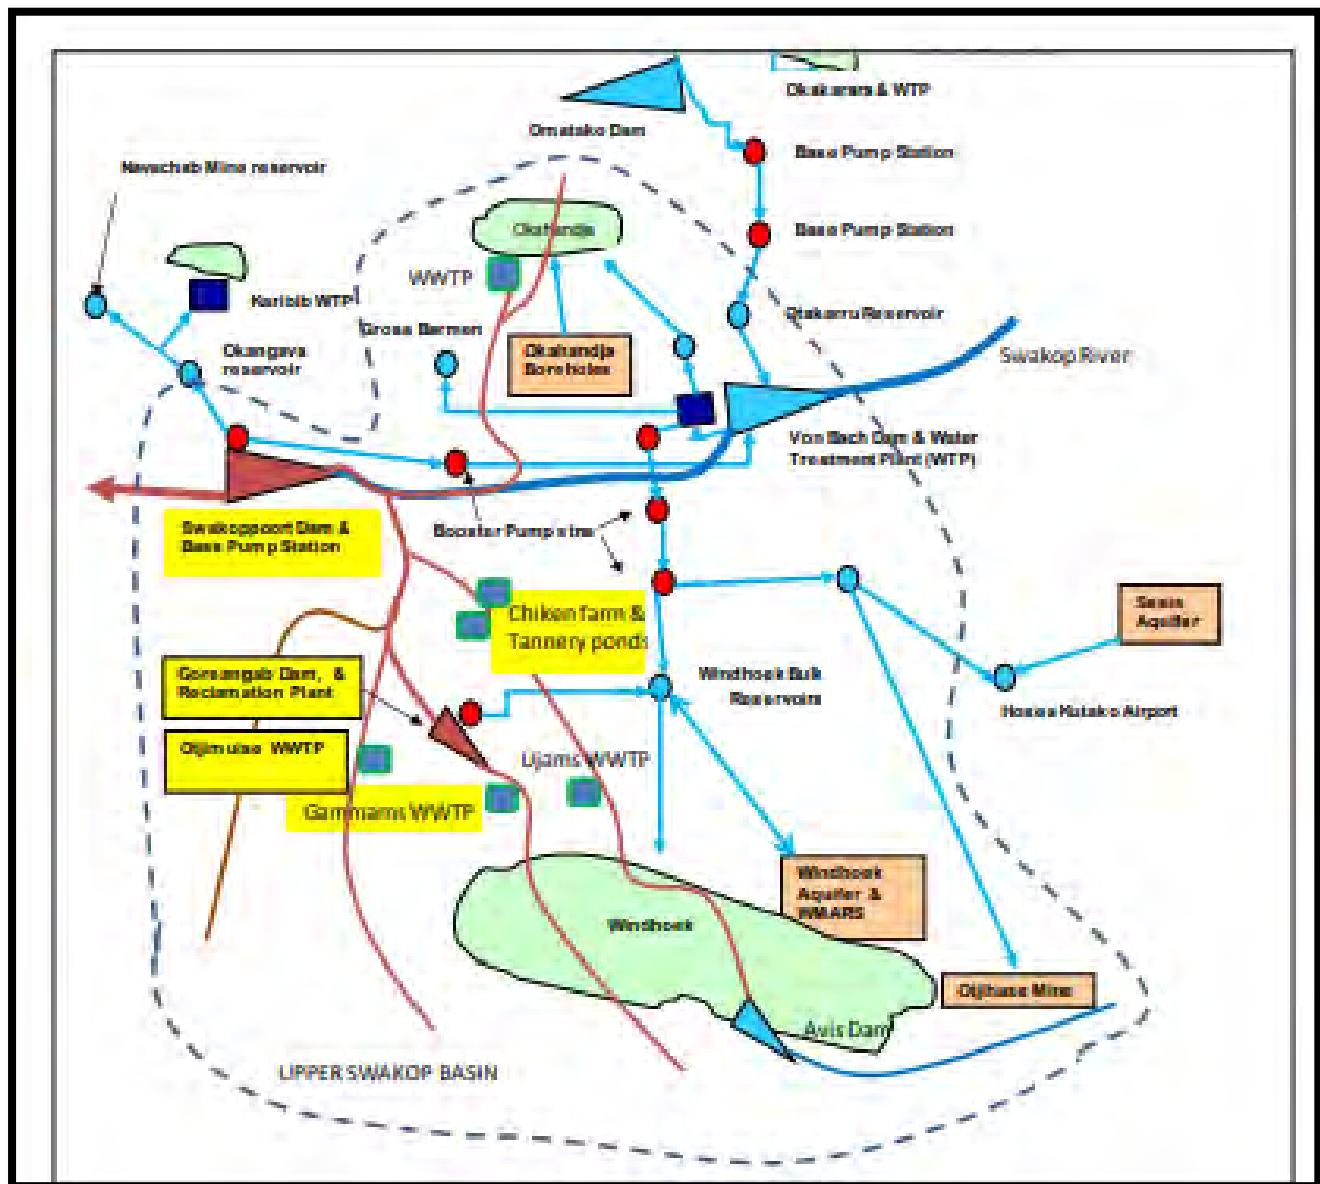 Okakarara & WTP
Omatako Dam
Base Pump Station
Navachab Mine reservoir
Base Pump Station
Okahandja
WWTP
Karibib WTP
Otakarru Reservoir
Gross Barmen
Swakop River
Okangava
reservoir
Okahandja
Boreholes
Von Bach Dam & Water
Treatment Plant (WTP)
Swakoppoort Dam &
Base Pump Station
Booster Pump stns
Chiken farm &
Tannery ponds
Seeis
Aquifer
Goreangab Dam, &
Reclamation Plant
Windhoek Bulk
Reservoirs
Hosea Kutako Airport
Otjimuise WWTP
Ujams WWTP
Gammams WWTP
Windhoek
Aquifer &
WMARS
Windhoek
Otjihase Mine
Avis Dam
UPPER SWAKOP BASIN